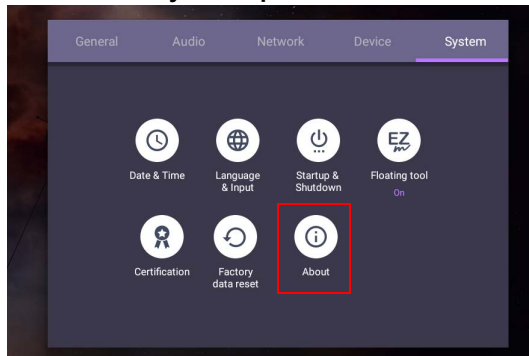 General Audio Network Device System
Date & Time Language & Input Startup & Shutdown Floating tool
On
Certification Factory data reset About